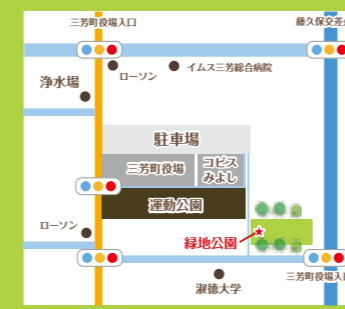 三芳町役場入口
藤久保交差点
ローソン
イムス三芳総合病院
浄水場
駐車場
三芳町役場
コピス
みよし
運動公園
ローソン
緑地公園
淑徳大学
三芳町役場入口